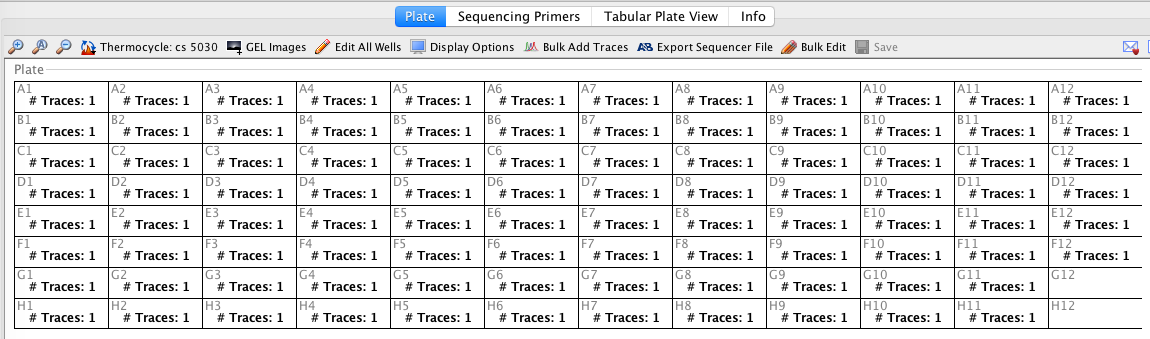 Plate Sequencing Primers Tabular Plate View Info
Thermocycle: cs 5030 GEL Images Edit All Wells Display Options Bulk Add Traces Export Sequencer File Bulk Edit Save
Plate
A1 A2 A3 A4 A5 A6 A7 A8 A9 A10 A11 A12
# Traces: 1 # Traces: 1 # Traces: 1 # Traces: 1 # Traces: 1 # Traces: 1 # Traces: 1 # Traces: 1 # Traces: 1 # Traces: 1 # Traces: 1 # Traces: 1
B1 B2 B3 B4 B5 B6 B7 B8 B9 B10 B11 B12
# Traces: 1 # Traces: 1 # Traces: 1 # Traces: 1 # Traces: 1 # Traces: 1 # Traces: 1 # Traces: 1 # Traces: 1 # Traces: 1 # Traces: 1 # Traces: 1
C1 C2 C3 C4 C5 C6 C7 C8 C9 C10 C11 C12
# Traces: 1 # Traces: 1 # Traces: 1 # Traces: 1 # Traces: 1 # Traces: 1 # Traces: 1 # Traces: 1 # Traces: 1 # Traces: 1 # Traces: 1 # Traces: 1
D1 D2 D3 D4 D5 D6 D7 D8 D9 D10 D11 D12
# Traces: 1 # Traces: 1 # Traces: 1 # Traces: 1 # Traces: 1 # Traces: 1 # Traces: 1 # Traces: 1 # Traces: 1 # Traces: 1 # Traces: 1 # Traces: 1
E1 E2 E3 E4 E5 E6 E7 E8 E9 E10 E11 E12
# Traces: 1 # Traces: 1 # Traces: 1 # Traces: 1 # Traces: 1 # Traces: 1 # Traces: 1 # Traces: 1 # Traces: 1 # Traces: 1 # Traces: 1 # Traces: 1
F1 F2 F3 F4 F5 F6 F7 F8 F9 F10 F11 F12
# Traces: 1 # Traces: 1 # Traces: 1 # Traces: 1 # Traces: 1 # Traces: 1 # Traces: 1 # Traces: 1 # Traces: 1 # Traces: 1 # Traces: 1 # Traces: 1
G1 G2 G3 G4 G5 G6 G7 G8 G9 G10 G11 G12
# Traces: 1 # Traces: 1 # Traces: 1 # Traces: 1 # Traces: 1 # Traces: 1 # Traces: 1 # Traces: 1 # Traces: 1 # Traces: 1 # Traces: 1
H1 H2 H3 H4 H5 H6 H7 H8 H9 H10 H11 H12
# Traces: 1 # Traces: 1 # Traces: 1 # Traces: 1 # Traces: 1 # Traces: 1 # Traces: 1 # Traces: 1 # Traces: 1 # Traces: 1 # Traces: 1